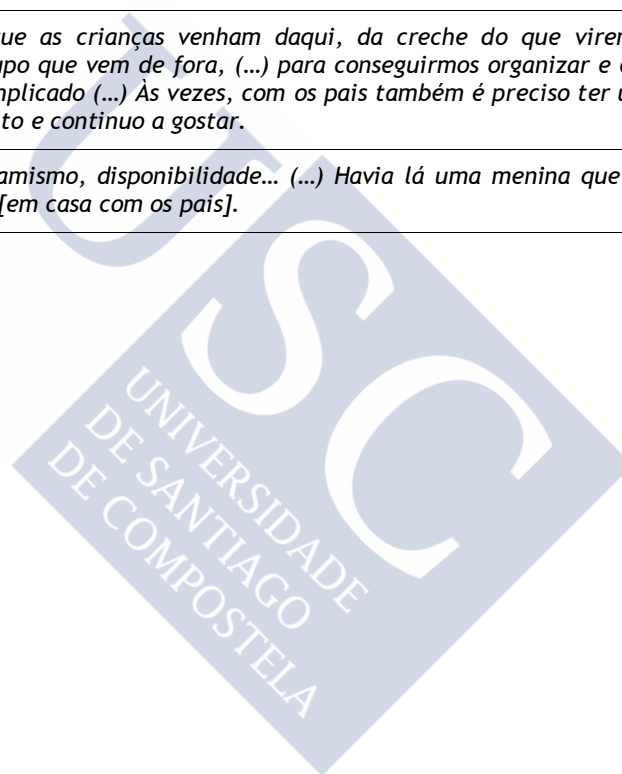 ue as crianças venham daqui, da creche do que virem
upo que vem de fora, (…) para conseguirmos organizar e
mplicado (…) Às vezes, com os pais também é preciso ter
to e continuo a gostar.
amismo, disponibilidade… (…) Havia lá uma menina que
[em casa com os pais].
USC
UNIVERSIDADE
DE SANTIAGO
DE COMPOSTELA